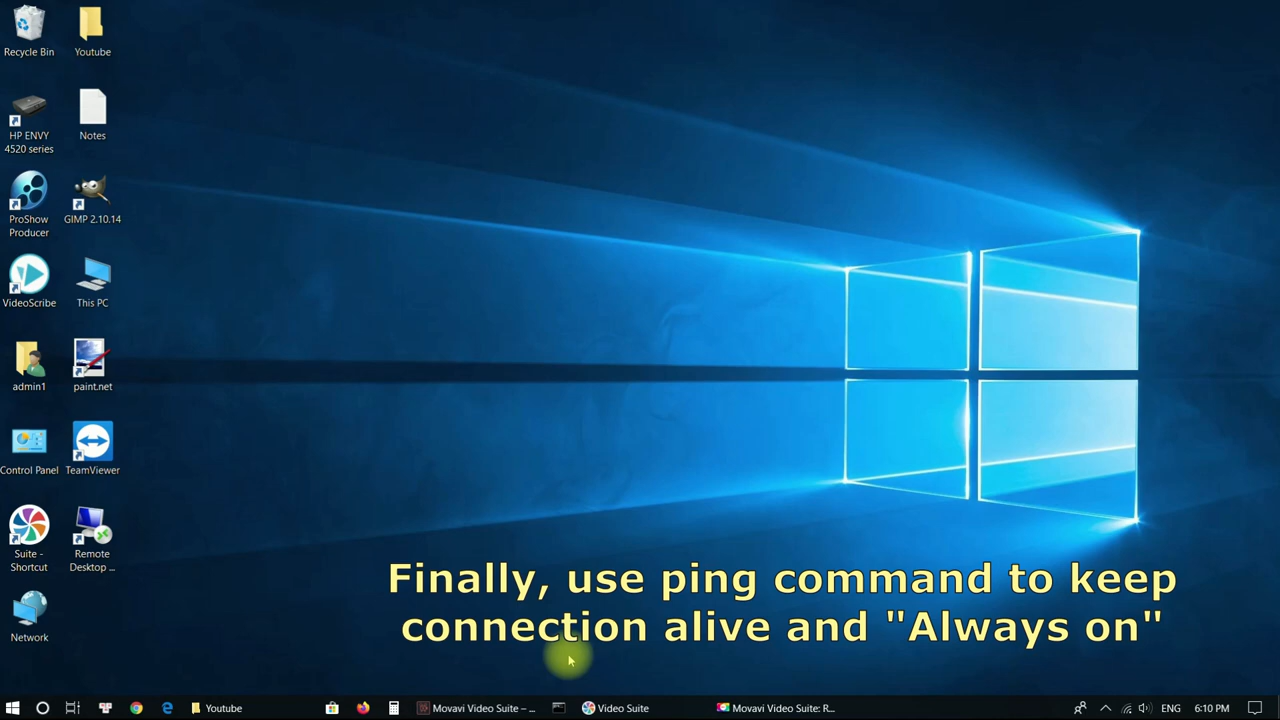 Recycle Bin
Youtube
HP ENVY
4520 series
Notes
ProShow
Producer
GIMP 2.10.14
VideoScribe
This PC
admin1
paint.net
Control Panel
TeamViewer
Suite -
Shortcut
Remote
Desktop ...
Network
Finally, use ping command to keep
connection alive and "Always on"
Youtube
Movavi Video Suite – ...
Video Suite
Movavi Video Suite: R...
ENG
6:10 PM